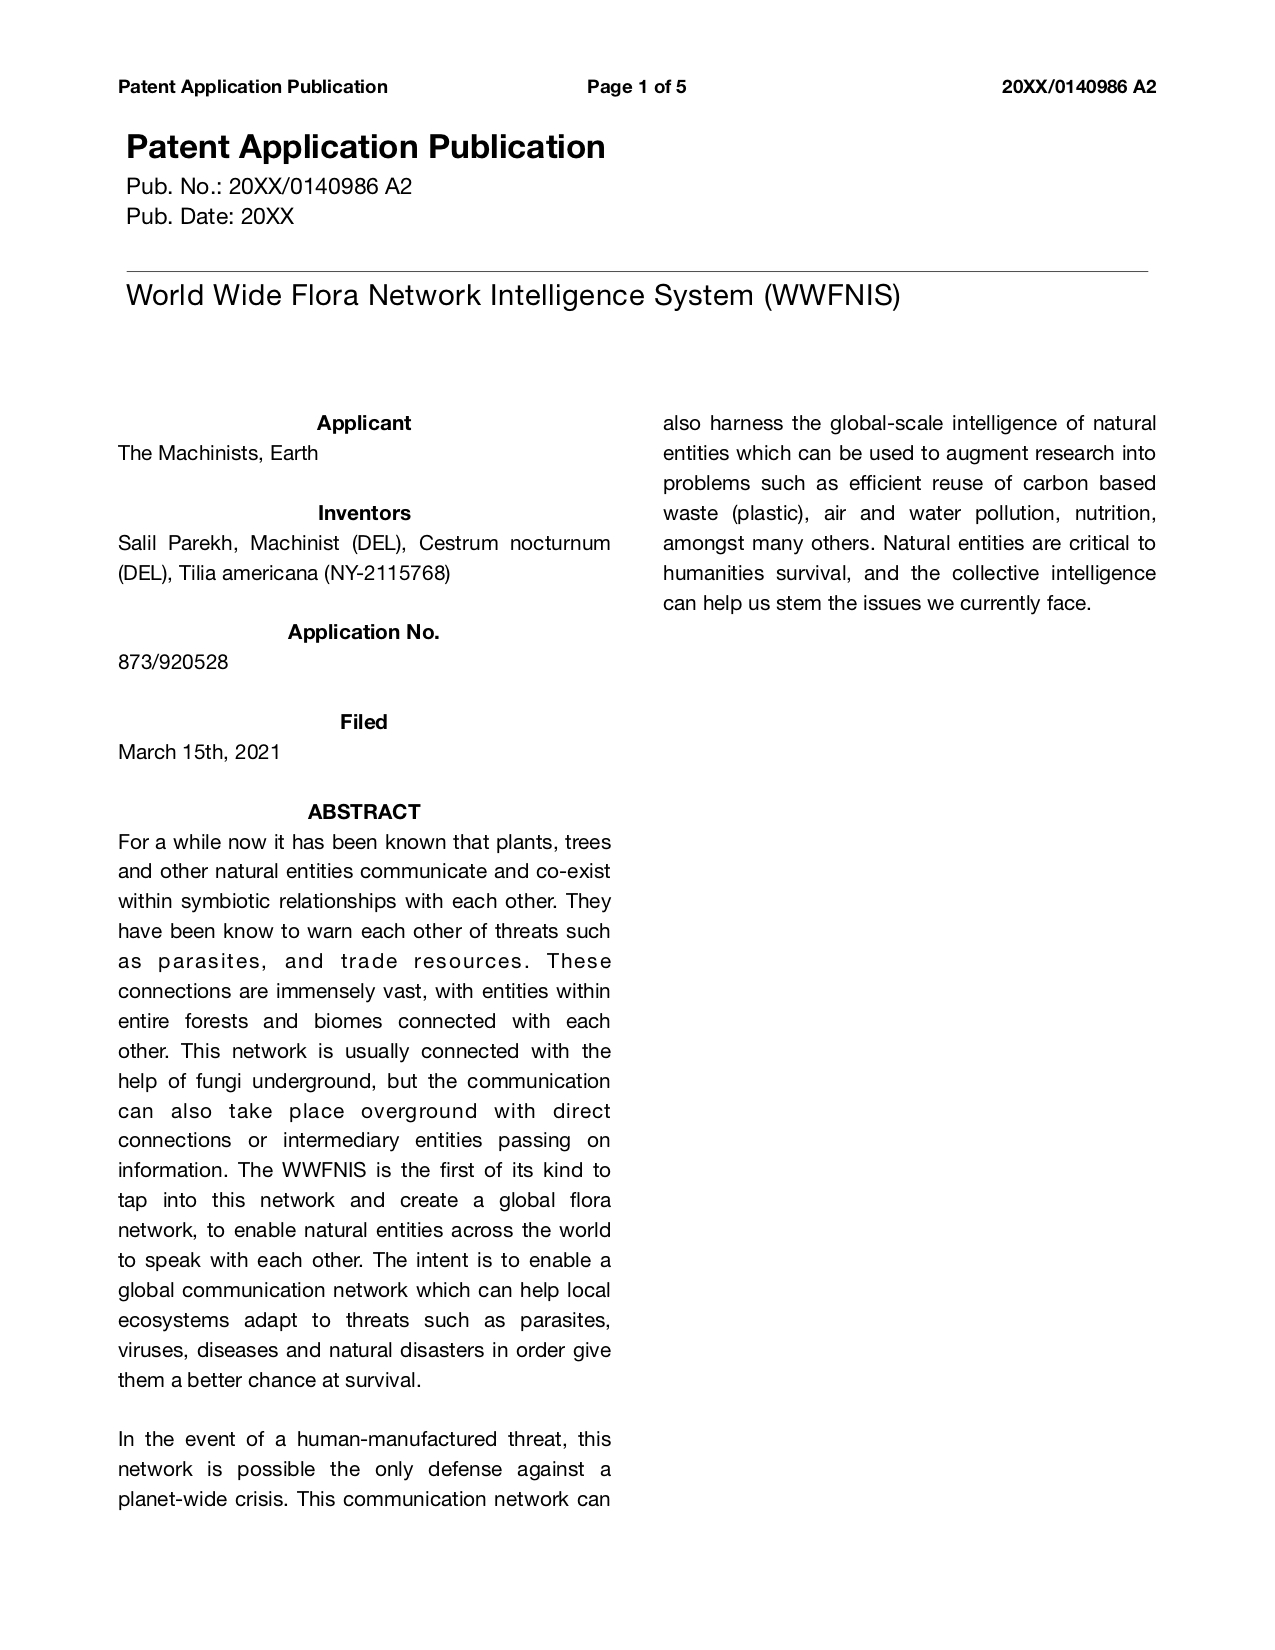 Patent Application Publication Page 1 of 5 20XX/0140986 A2
Patent Application Publication
Pub. No.: 20XX/0140986 A2
Pub. Date: 20XX
World Wide Flora Network Intelligence System (WWFNIS)
Applicant
The Machinists, Earth
Inventors
Salil Parekh, Machinist (DEL), Cestrum nocturnum
(DEL), Tilia americana (NY-2115768)
Application No.
873/920528
Filed
March 15th, 2021
ABSTRACT
For a while now it has been known that plants, trees
and other natural entities communicate and co-exist
within symbiotic relationships with each other. They
have been know to warn each other of threats such
as parasites, and trade resources. These
connections are immensely vast, with entities within
entire forests and biomes connected with each
other. This network is usually connected with the
help of fungi underground, but the communication
can also take place overground with direct
connections or intermediary entities passing on
information. The WWFNIS is the first of its kind to
tap into this network and create a global flora
network, to enable natural entities across the world
to speak with each other. The intent is to enable a
global communication network which can help local
ecosystems adapt to threats such as parasites,
viruses, diseases and natural disasters in order give
them a better chance at survival.
In the event of a human-manufactured threat, this
network is possible the only defense against a
planet-wide crisis. This communication network can
also harness the global-scale intelligence of natural
entities which can be used to augment research into
problems such as efficient reuse of carbon based
waste (plastic), air and water pollution, nutrition,
amongst many others. Natural entities are critical to
humanities survival, and the collective intelligence
can help us stem the issues we currently face.